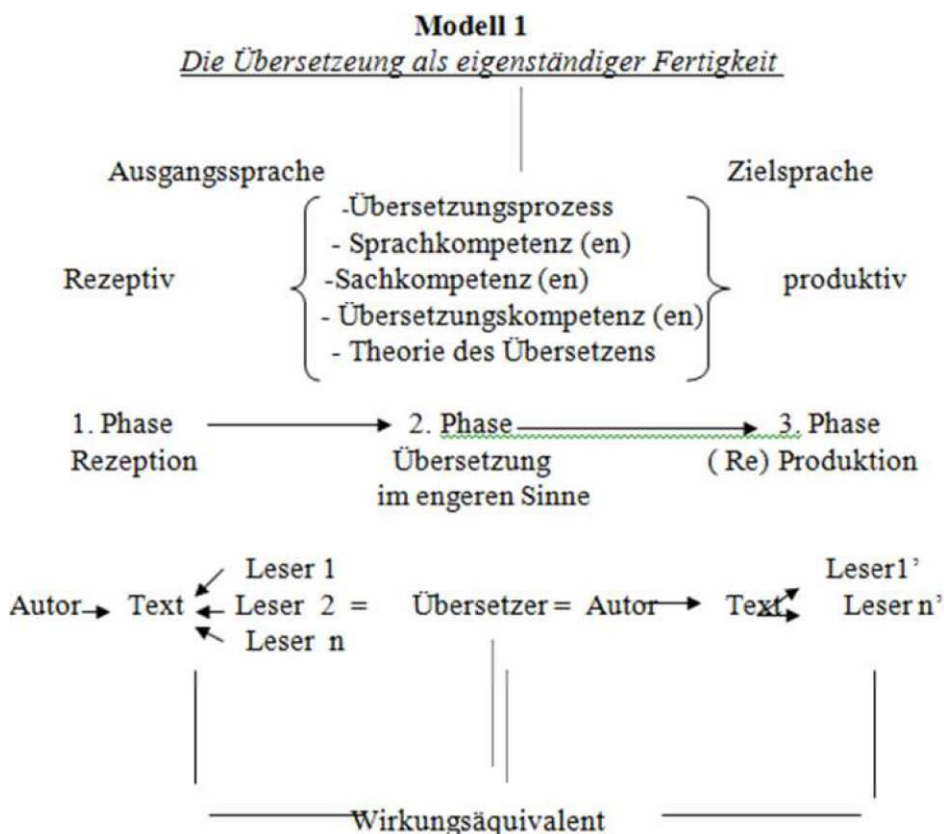 Modell 1
Die ÜberseTzeung als eigenständiger Fertigkeit
Ausgangssprache Zielsprache
-Übersetzungsprozess
- Sprachkompetenz (en)
Rezeptiv -Sachkompetenz (en) produktiv
- Übersetzungskompetenz (en)
- Theorie des Übersetzens
1. Phase 2. Phase 3. Phase
Rezeption Übersetzung ( Re) Produktion
im engeren Sinne
Leser 1 Leser1’
Autor Text Leser 2 = Übersetzer = Autor Text Leser n’
Leser n
Wirkungsäquivalent